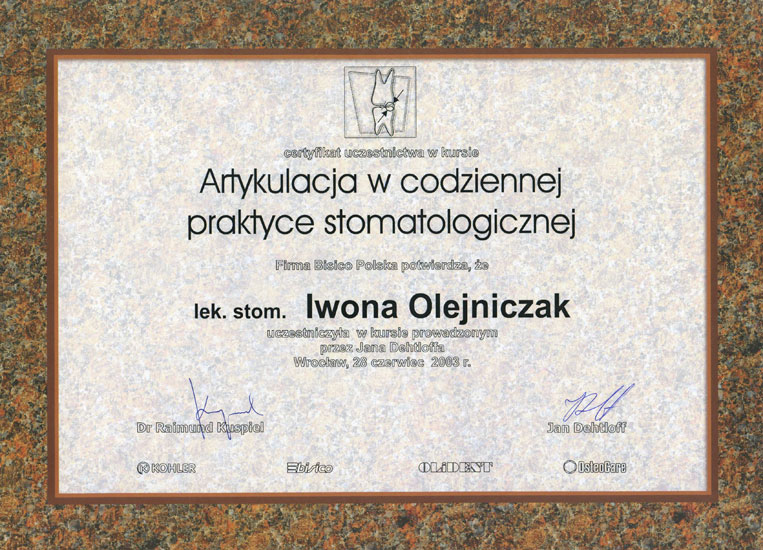 certyfikat uczestnictwa w kursie
Artykulacja w codziennej
praktyce stomatologicznej
Firma Bisico Polska potwierdza, że
lek. stom. Iwona Olejniczak
uczestniczyła w kursie prowadzonym
przez Jana Dehtloffa
Wrocław, 28 czerwiec 2003 r.
Dr Raimund Kuspiel
Jan Dehtloff
KOHLER
bisico
OLiDENT
OsteoCare